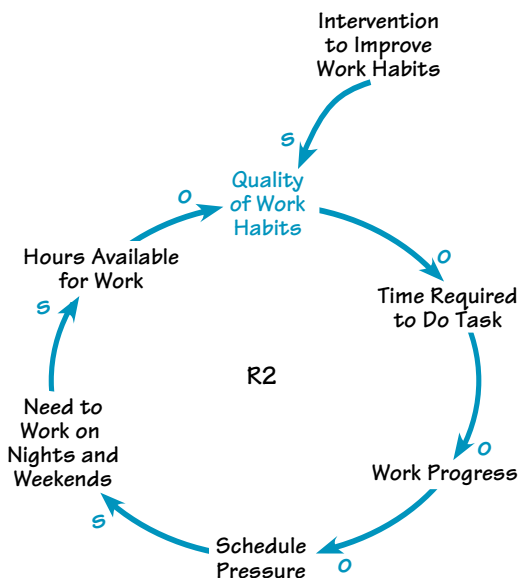 Intervention
to Improve
Work Habits
s
Quality
of Work
Habits
o
Time Required
to Do Task
o
Work Progress
o
Schedule
Pressure
s
Need to
Work on
Nights and
Weekends
s
Hours Available
for Work
o
R2